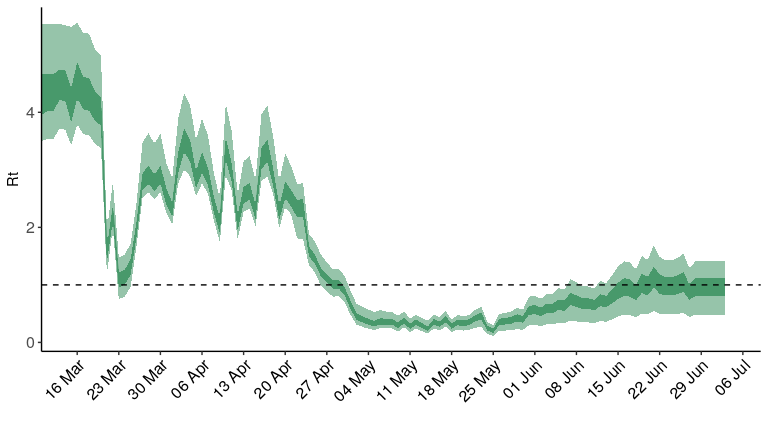 Rt
4
2
1
0
16 Mar
23 Mar
30 Mar
06 Apr
13 Apr
20 Apr
27 Apr
04 May
11 May
18 May
25 May
01 Jun
08 Jun
15 Jun
22 Jun
29 Jun
06 Jul